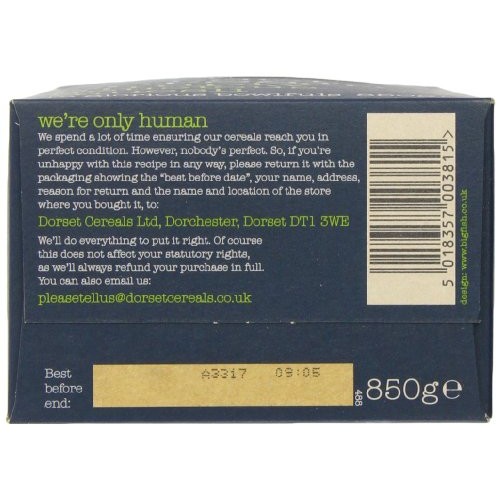 we're only human
We spend a lot of time ensuring our cereals reach you in
perfect condition. However, nobody's perfect. So, if you're
unhappy with this recipe in any way, please return it with the
packaging showing the "best before date", your name, address,
reason for return and the name and location of the store
where you bought it, to:
Dorset Cereals Ltd, Dorchester, Dorset DT1 3WE
We'll do everything to put it right. Of course
this does not affect your statutory rights,
as we'll always refund your purchase in full.
You can also email us:
pleasetellus@dorsetcereals.co.uk
5 018357 003815>
design: www.bigfish.co.uk
Best
before
end:
A3317 09:05
488
850g℮